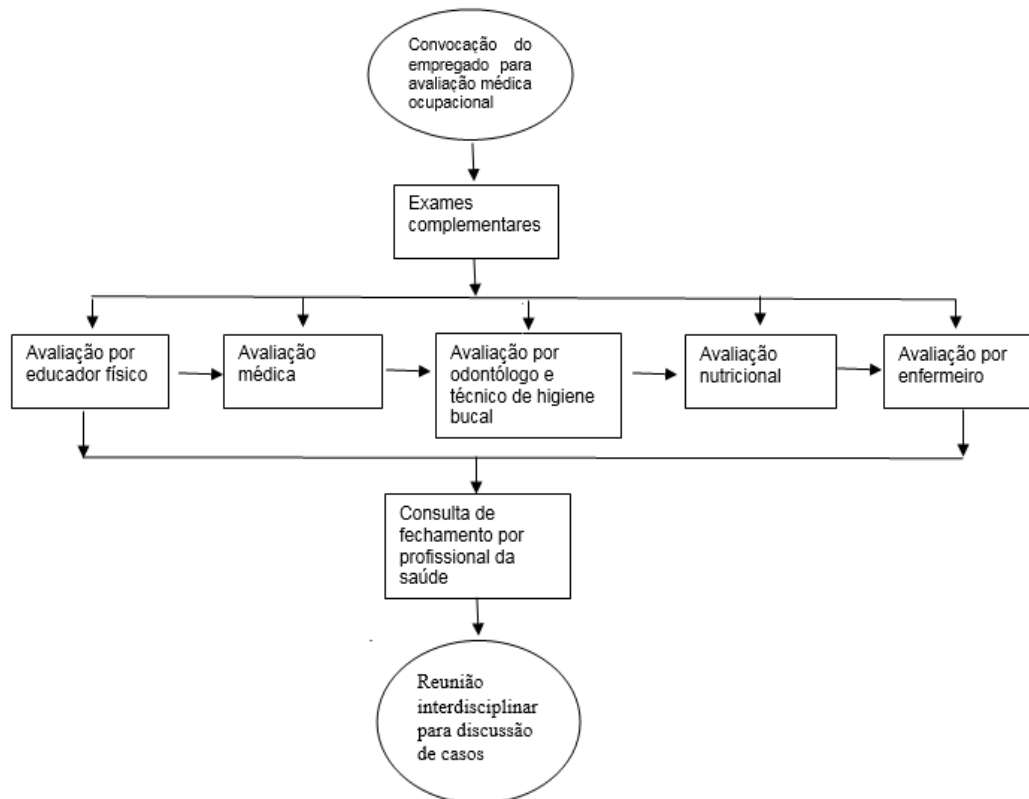 Convocação do
empregado para
avaliação médica
ocupacional
Exames
complementares
Avaliação por
educador físico
Avaliação
médica
Avaliação por
odontólogo e
técnico de higiene
bucal
Avaliação
nutricional
Avaliação por
enfermeiro
Consulta de
fechamento por
profissional da
saúde
Reunião
interdisciplinar
para discussão
de casos